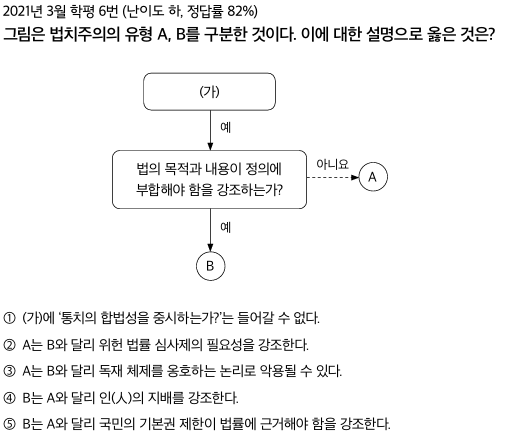 2021년 3월 학평 6번 (난이도 하, 정답률 82%)
그림은 법치주의의 유형 A, B를 구분한 것이다. 이에 대한 설명으로 옳은 것은?
(가)
예
법의 목적과 내용이 정의에
부합해야 함을 강조하는가?
아니요
A
예
B
① (가)에 '통치의 합법성을 중시하는가?'는 들어갈 수 없다.
② A는 B와 달리 위헌 법률 심사제의 필요성을 강조한다.
③ A는 B와 달리 독재 체제를 옹호하는 논리로 악용될 수 있다.
④ B는 A와 달리 인(人)의 지배를 강조한다.
⑤ B는 A와 달리 국민의 기본권 제한이 법률에 근거해야 함을 강조한다.